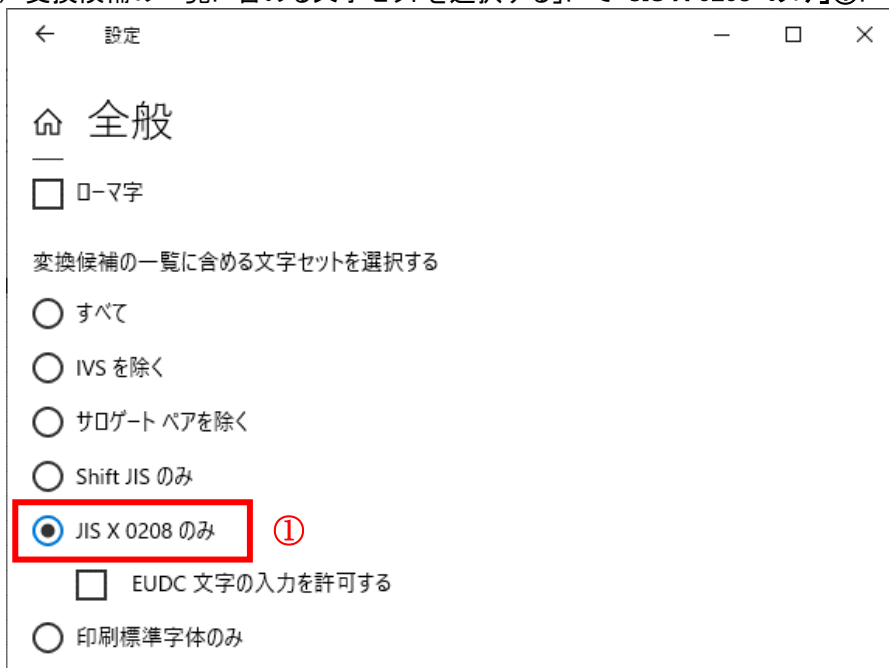 設定
全般
ローマ字
変換候補の一覧に含める文字セットを選択する
すべて
IVS を除く
サロゲート ペアを除く
Shift JIS のみ
JIS X 0208 のみ ①
EUDC 文字の入力を許可する
印刷標準字体のみ